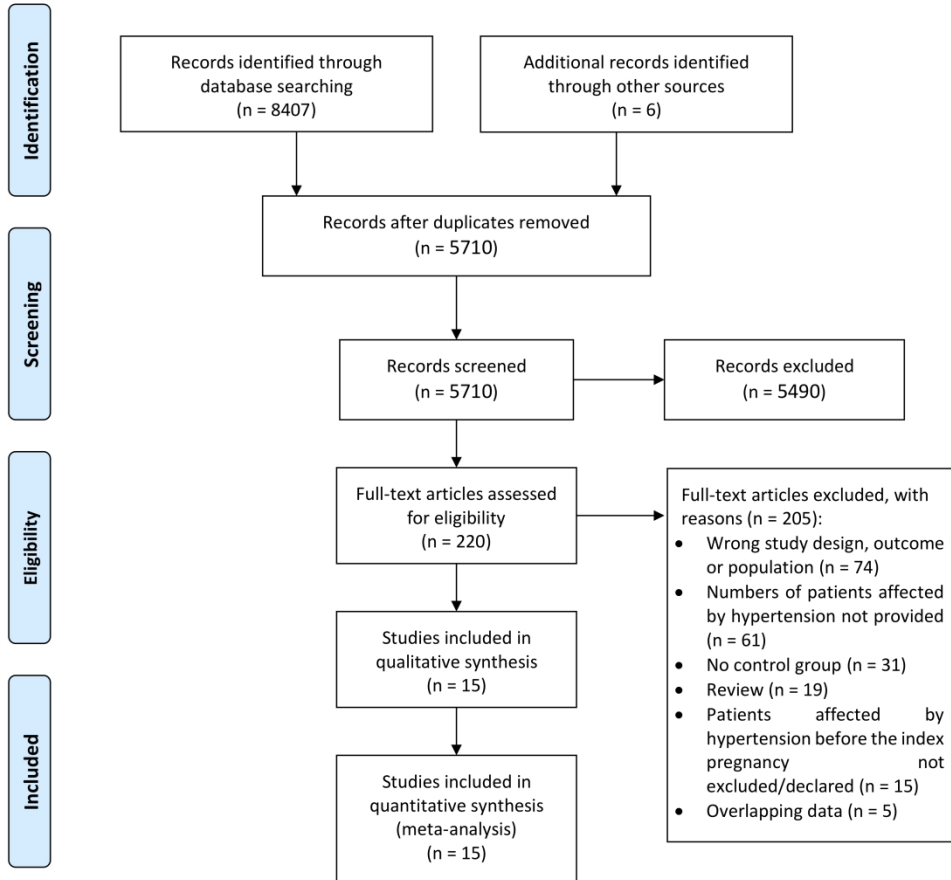 Identification
Records identified through
database searching
(n = 8407)
Additional records identified
through other sources
(n = 6)
Records after duplicates removed
(n = 5710)
Screening
Records screened
(n = 5710)
Records excluded
(n = 5490)
Eligibility
Full-text articles assessed
for eligibility
(n = 220)
Full-text articles excluded, with
reasons (n = 205):
• Wrong study design, outcome
or population (n = 74)
• Numbers of patients affected
by hypertension not provided
(n = 61)
• No control group (n = 31)
• Review (n = 19)
• Patients affected by
hypertension before the index
pregnancy not
excluded/declared (n = 15)
• Overlapping data (n = 5)
Studies included in
qualitative synthesis
(n = 15)
Included
Studies included in
quantitative synthesis
(meta-analysis)
(n = 15)